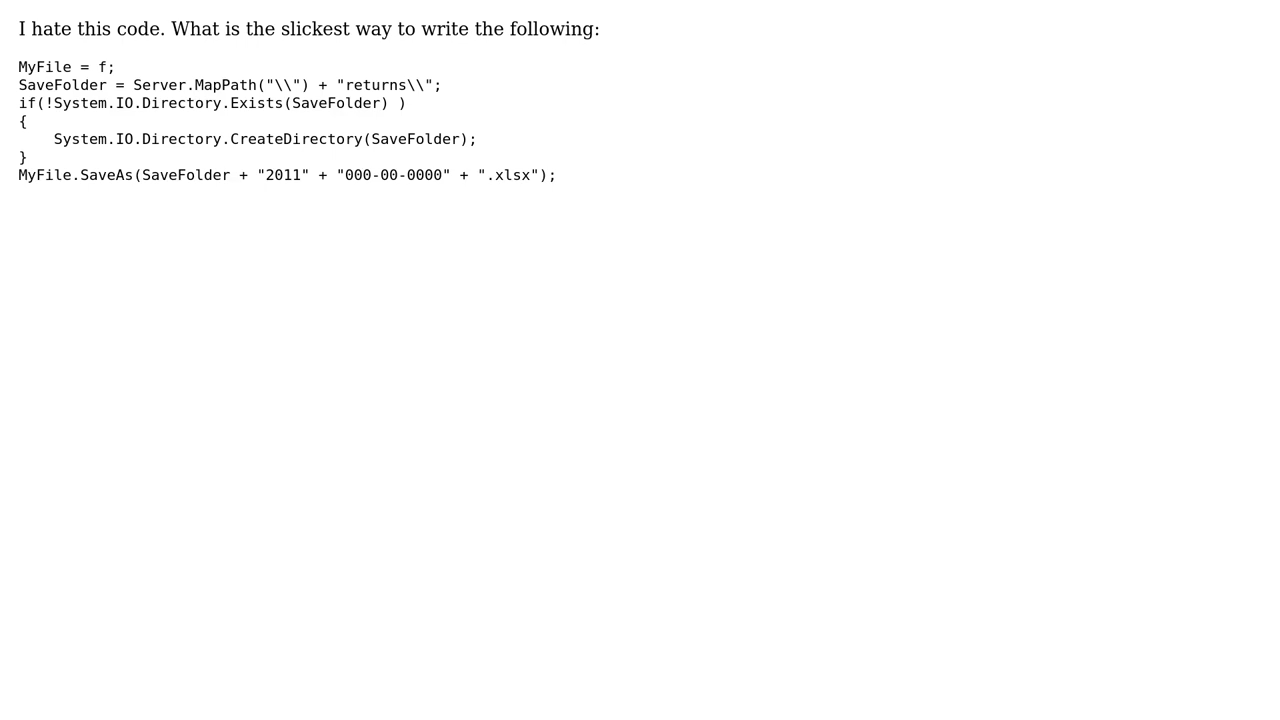 I hate this code. What is the slickest way to write the following:
MyFile = f;
SaveFolder = Server.MapPath("\\") + "returns\\";
if(!System.IO.Directory.Exists(SaveFolder) )
{
    System.IO.Directory.CreateDirectory(SaveFolder);
}
MyFile.SaveAs(SaveFolder + "2011" + "000-00-0000" + ".xlsx");